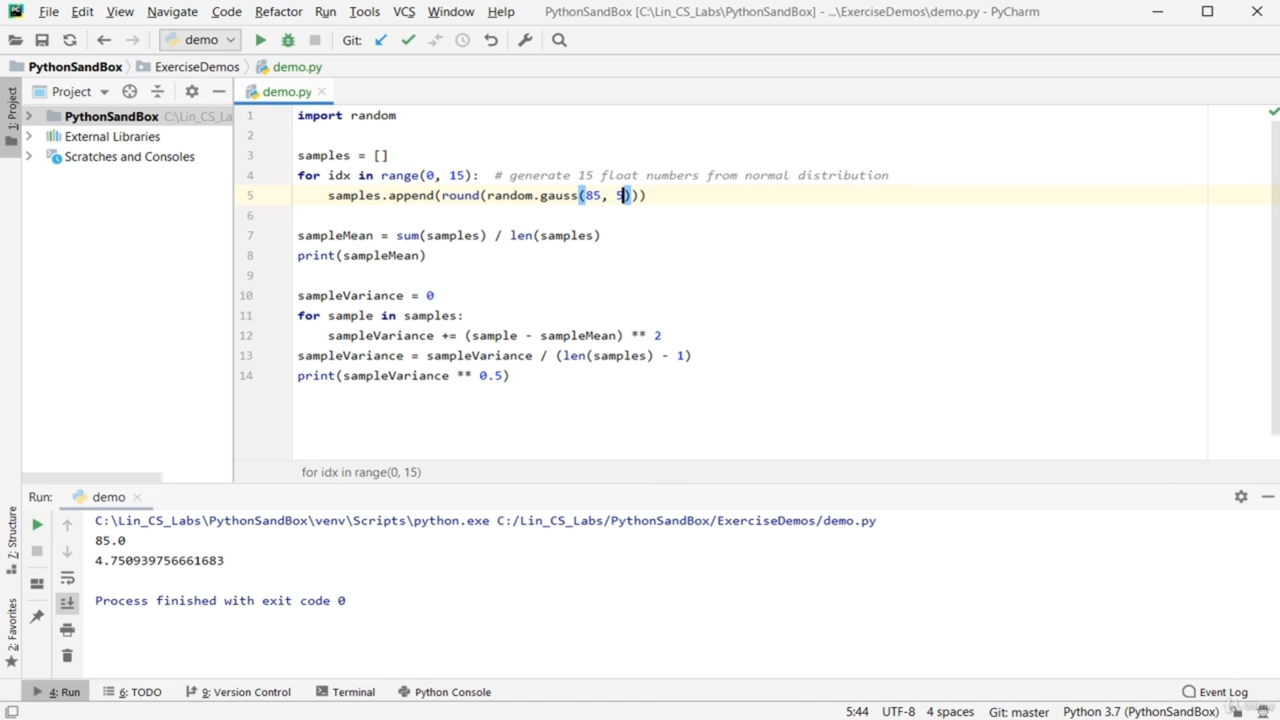 File Edit View Navigate Code Refactor Run Tools VCS Window Help PythonSandBox [C:\Lin_CS_Labs\PythonSandBox] - ...\ExerciseDemos\demo.py - PyCharm
demo Git:
PythonSandBox ExerciseDemos demo.py
1: Project
Project
PythonSandBox C:\Lin_CS_La
External Libraries
Scratches and Consoles
demo.py
1 import random
2
3 samples = []
4 for idx in range(0, 15):  # generate 15 float numbers from normal distribution
5     samples.append(round(random.gauss(85, 5)))
6
7 sampleMean = sum(samples) / len(samples)
8 print(sampleMean)
9
10 sampleVariance = 0
11 for sample in samples:
12     sampleVariance += (sample - sampleMean) ** 2
13 sampleVariance = sampleVariance / (len(samples) - 1)
14 print(sampleVariance ** 0.5)
for idx in range(0, 15)
Run: demo
C:\Lin_CS_Labs\PythonSandBox\venv\Scripts\python.exe C:/Lin_CS_Labs/PythonSandBox/ExerciseDemos/demo.py
85.0
4.750939756661683
Process finished with exit code 0
7: Structure
2: Favorites
4: Run 6: TODO 9: Version Control Terminal Python Console Event Log
5:44 UTF-8 4 spaces Git: master Python 3.7 (PythonSandBox)